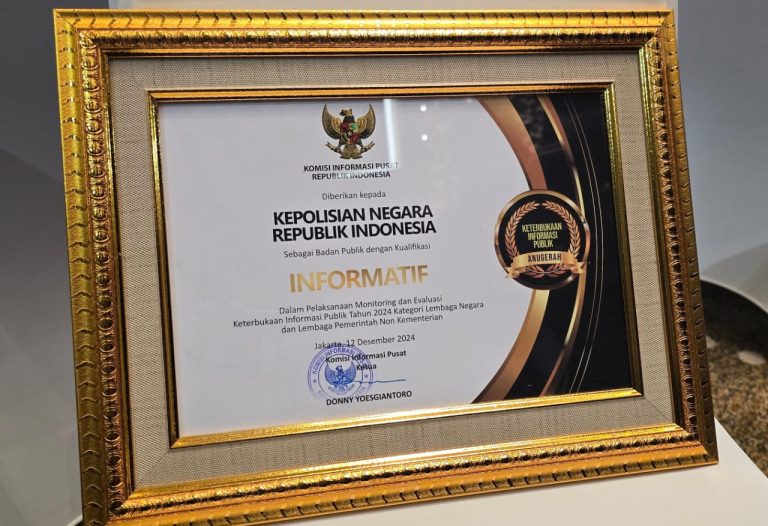 KOMISI INFORMASI PUSAT
REPUBLIK INDONESIA
Diberikan kepada
KEPOLISIAN NEGARA
REPUBLIK INDONESIA
Sebagai Badan Publik dengan Kualifikasi
INFORMATIF
Dalam Pelaksanaan Monitoring dan Evaluasi
Keterbukaan Informasi Publik Tahun 2024 Kategori Lembaga Negara
dan Lembaga Pemerintah Non Kementerian
Jakarta, 12 Desember 2024
Komisi Informasi Pusat
Ketua
DONNY YOESGIANTORO
KETERBUKAAN
INFORMASI
PUBLIK
ANUGERAH